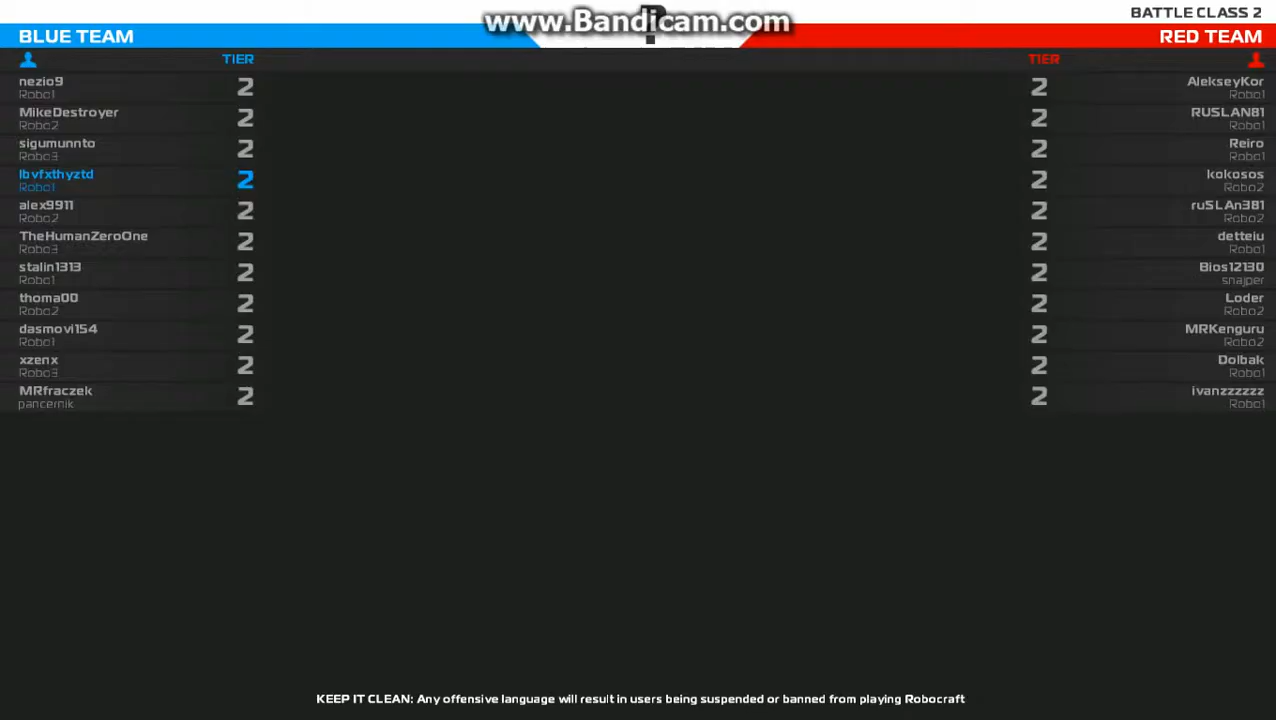 www.Bandicam.com
BATTLE CLASS 2
BLUE TEAM
RED TEAM
TIER
TIER
nezio9 2
Robo1
MikeDestroyer 2
Robo2
sigumunnto 2
Robo3
lbvfxthyztd 2
Robo1
alex9911 2
Robo2
TheHumanZeroOne 2
Robo3
stalin1313 2
Robo1
thoma00 2
Robo2
dasmovi154 2
Robo1
xzenx 2
Robo3
MRfraczek 2
pancernik
2 AlekseyKor
Robo1
2 RUSLAN81
Robo1
2 Reiro
Robo1
2 kokosos
Robo2
2 ruSLAn381
Robo2
2 detteiu
Robo1
2 Bios12130
snajper
2 Loder
Robo2
2 MRKenguru
Robo2
2 Dolbak
Robo1
2 ivanzzzzzz
Robo1
KEEP IT CLEAN: Any offensive language will result in users being suspended or banned from playing Robocraft